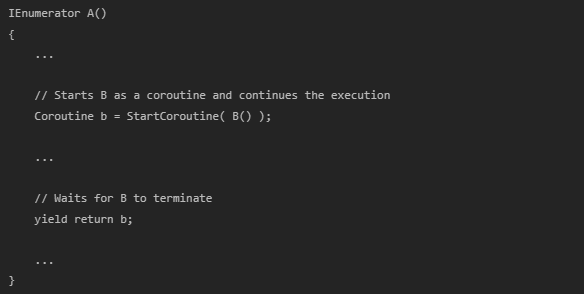 IEnumerator A()
{
...
// Starts B as a coroutine and continues the execution
Coroutine b = StartCoroutine( B() );
...
// Waits for B to terminate
yield return b;
...
}